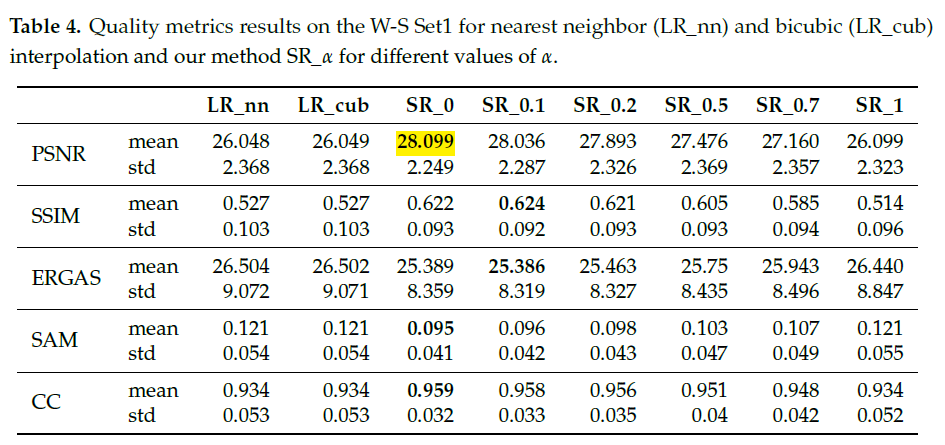 Table 4. Quality metrics results on the W-S Set1 for nearest neighbor (LR_nn) and bicubic (LR_cub)
interpolation and our method SR_α for different values of α.
LR_nn LR_cub SR_0 SR_0.1 SR_0.2 SR_0.5 SR_0.7 SR_1
PSNR mean 26.048 26.049 28.099 28.036 27.893 27.476 27.160 26.099
std 2.368 2.368 2.249 2.287 2.326 2.369 2.357 2.323
SSIM mean 0.527 0.527 0.622 0.624 0.621 0.605 0.585 0.514
std 0.103 0.103 0.093 0.092 0.093 0.093 0.094 0.096
ERGAS mean 26.504 26.502 25.389 25.386 25.463 25.75 25.943 26.440
std 9.072 9.071 8.359 8.319 8.327 8.435 8.496 8.847
SAM mean 0.121 0.121 0.095 0.096 0.098 0.103 0.107 0.121
std 0.054 0.054 0.041 0.042 0.043 0.047 0.049 0.055
CC mean 0.934 0.934 0.959 0.958 0.956 0.951 0.948 0.934
std 0.053 0.053 0.032 0.033 0.035 0.04 0.042 0.052